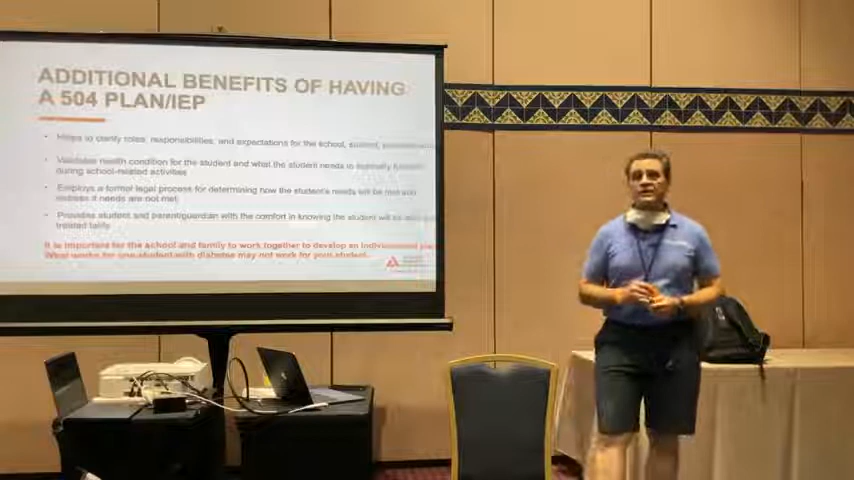 ADDITIONAL BENEFITS OF HAVING
A 504 PLAN/IEP
• Helps to clarify roles, responsibilities, and expectations for the school, student,
• Validates health condition for the student and what the student needs to
during school-related activities
• Employs a formal legal process for determining how the student's needs will be met and
redress if needs are not met
• Provides student and parent/guardian with the comfort in knowing the student will be
treated fairly
It is important for the school and family to work together to develop an individualized plan
What works for one student with diabetes may not work for your student.